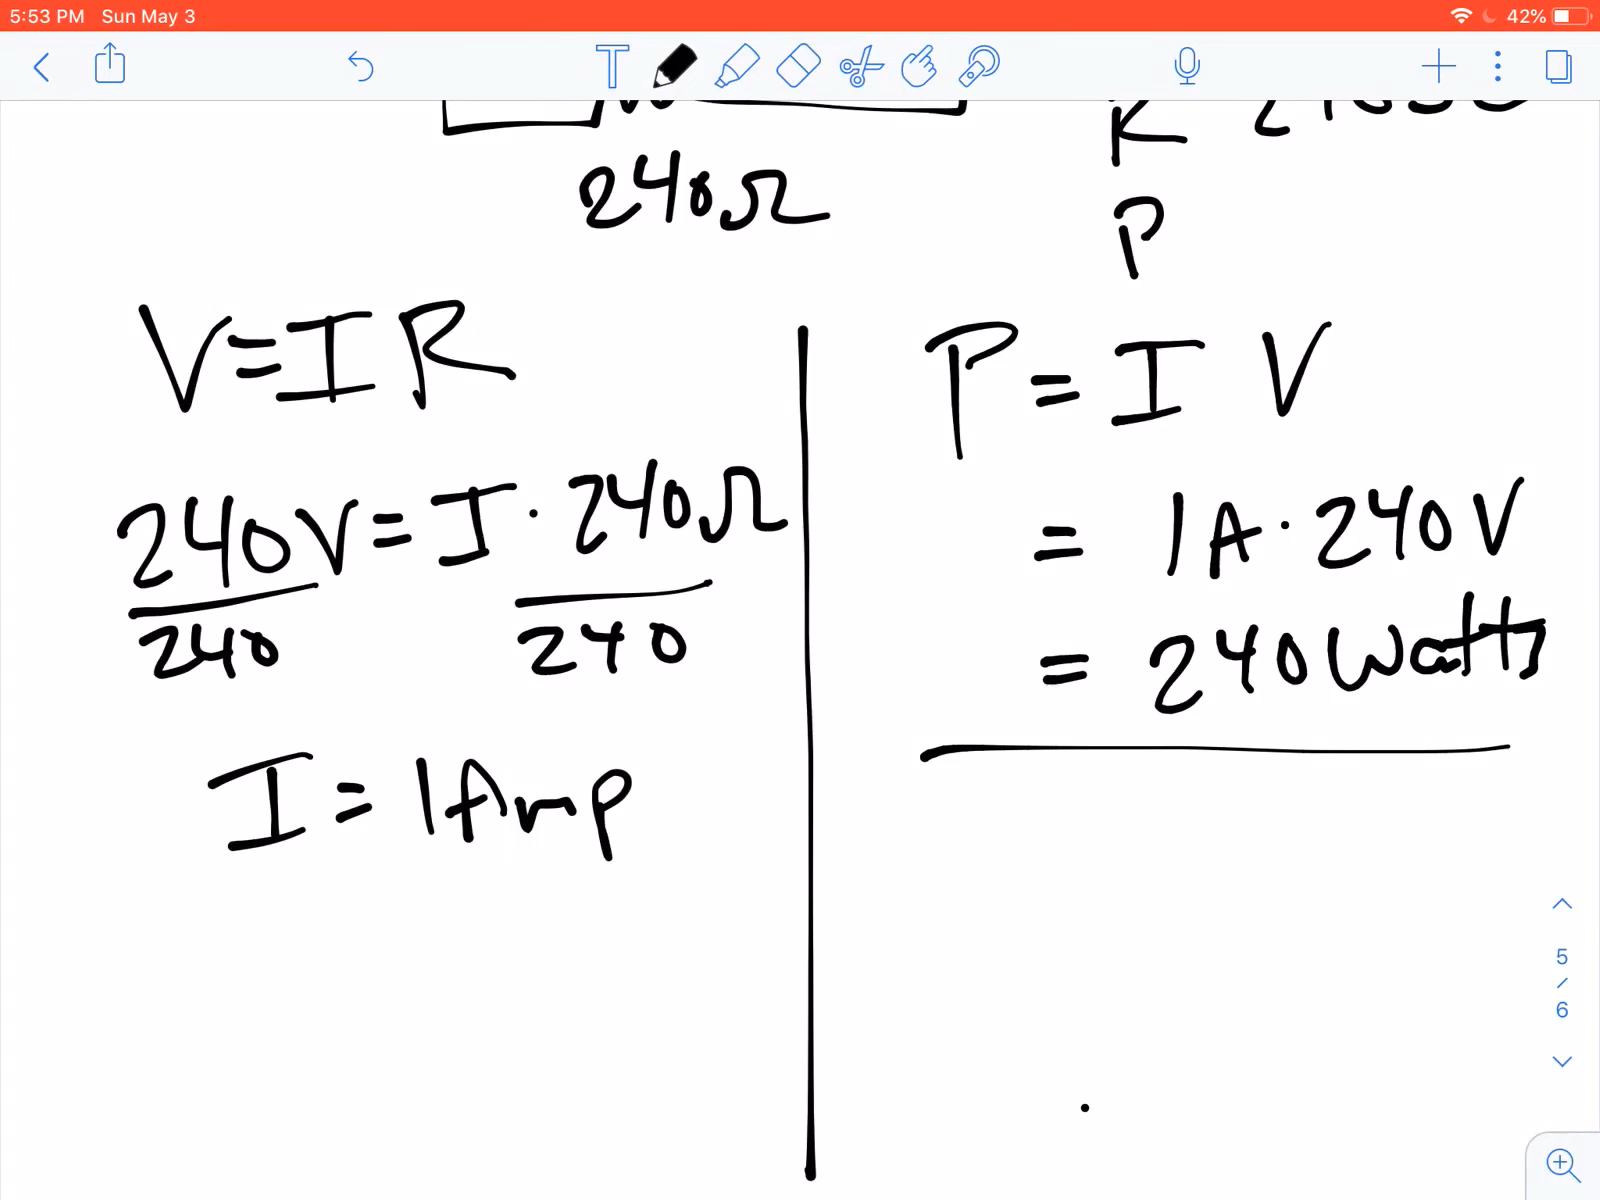 5:53 PM Sun May 3
42%
T
240Ω
R 240Ω
P
V=IR
240V=I·240Ω
240 240
I=1Amp
P=IV
=1A·240V
=240Watts
5
/
6